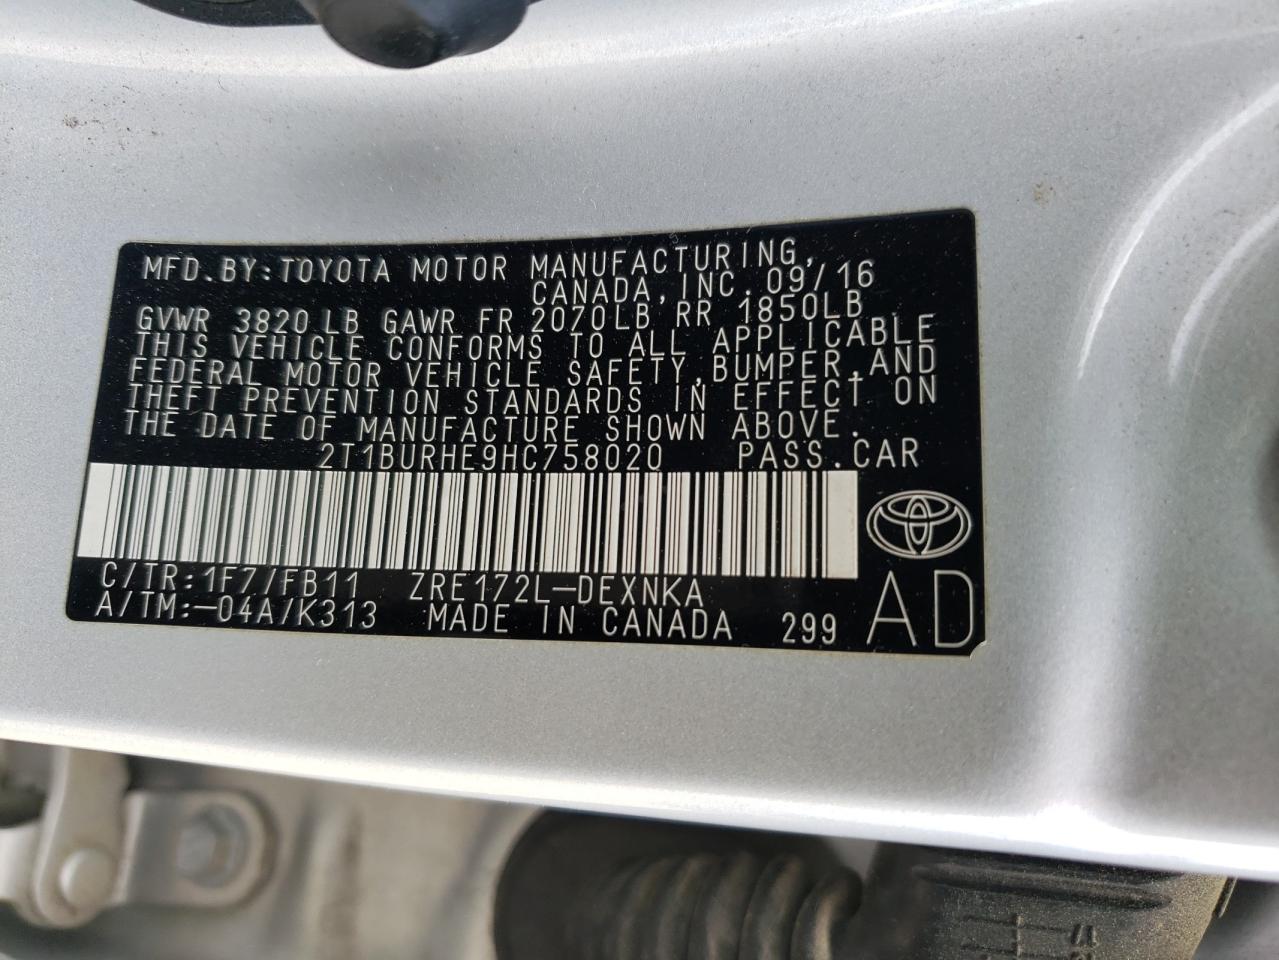 MFD.BY:TOYOTA MOTOR MANUFACTURING,
CANADA,INC. 09/16
GVWR 3820 LB GAWR FR 2070LB RR 1850LB
THIS VEHICLE CONFORMS TO ALL APPLICABLE
FEDERAL MOTOR VEHICLE SAFETY,BUMPER,AND
THEFT PREVENTION STANDARDS IN EFFECT ON
THE DATE OF MANUFACTURE SHOWN ABOVE.
2T1BURHE9HC758020 PASS.CAR
C/TR:1F7/FB11 ZRE172L-DEXNKA
A/TM:-04A/K313 MADE IN CANADA 299 AD